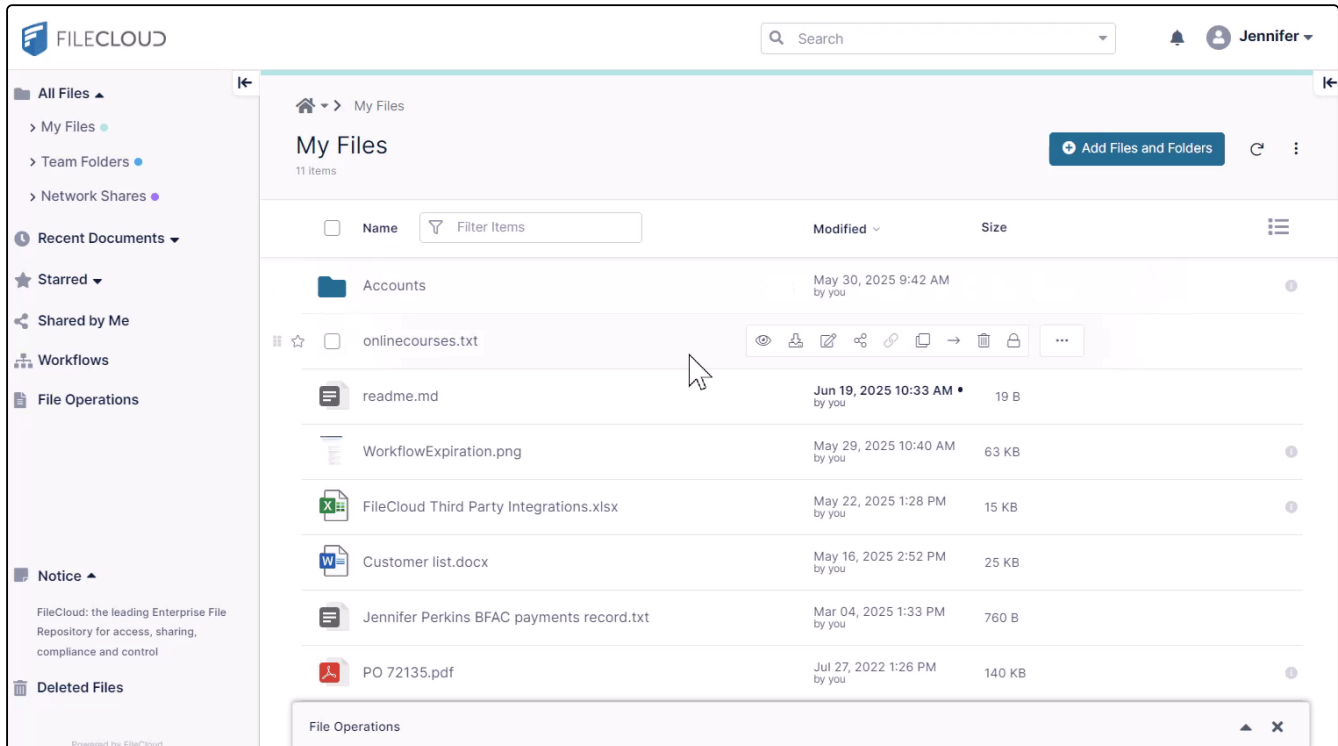 FILECLOUD
Search
Jennifer
All Files
My Files
Team Folders
Network Shares
Recent Documents
Starred
Shared by Me
Workflows
File Operations
Notice
FileCloud: the leading Enterprise File
Repository for access, sharing,
compliance and control
Deleted Files
Powered by FileCloud
My Files
My Files
11 items
Add Files and Folders
Name Filter Items Modified Size
Accounts May 30, 2025 9:42 AM
by you
onlinecourses.txt
readme.md Jun 19, 2025 10:33 AM 19 B
by you
WorkflowExpiration.png May 29, 2025 10:40 AM 63 KB
by you
FileCloud Third Party Integrations.xlsx May 22, 2025 1:28 PM 15 KB
by you
Customer list.docx May 16, 2025 2:52 PM 25 KB
by you
Jennifer Perkins BFAC payments record.txt Mar 04, 2025 1:33 PM 760 B
by you
PO 72135.pdf Jul 27, 2022 1:26 PM 140 KB
by you
File Operations